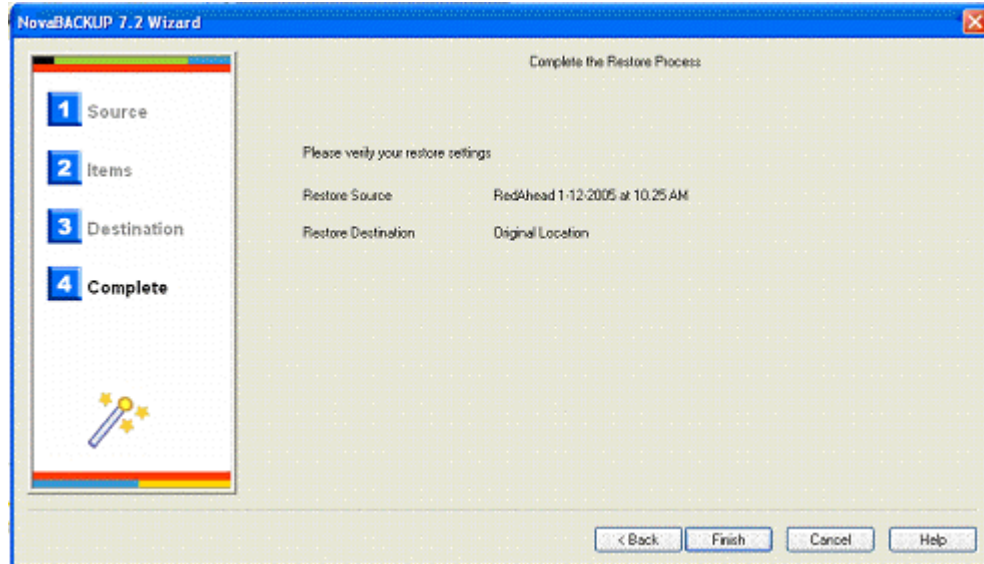 NovaBACKUP 7.2 Wizard
Complete the Restore Process
1 Source
2 Items
3 Destination
4 Complete
Please verify your restore settings
Restore Source RedAhead 1-12-2005 at 10.25 AM
Restore Destination Original Location
< Back Finish Cancel Help